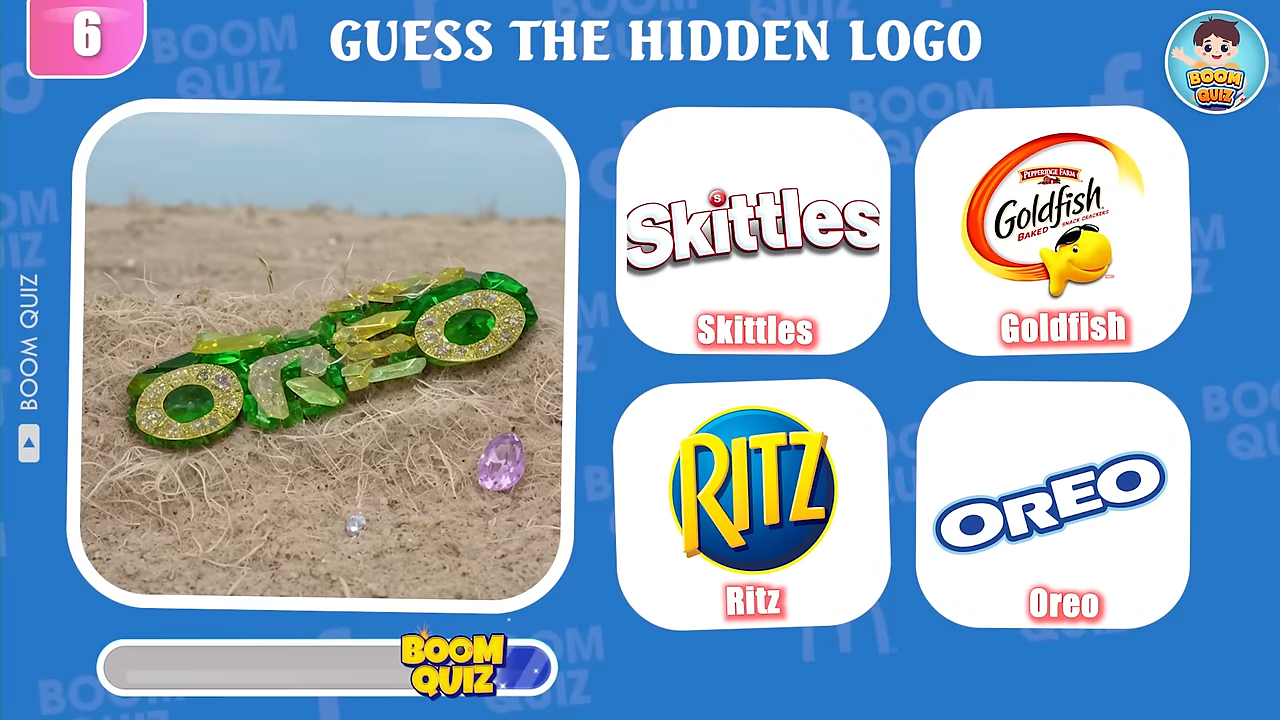 6
GUESS THE HIDDEN LOGO
BOOM
QUIZ
BOOM QUIZ
OREO
Skittles
Skittles
PEPPERIDGE FARM
Goldfish
BAKED SNACK CRACKERS
Goldfish
RITZ
Ritz
OREO
Oreo
BOOM
QUIZ
BOOM
QUIZ